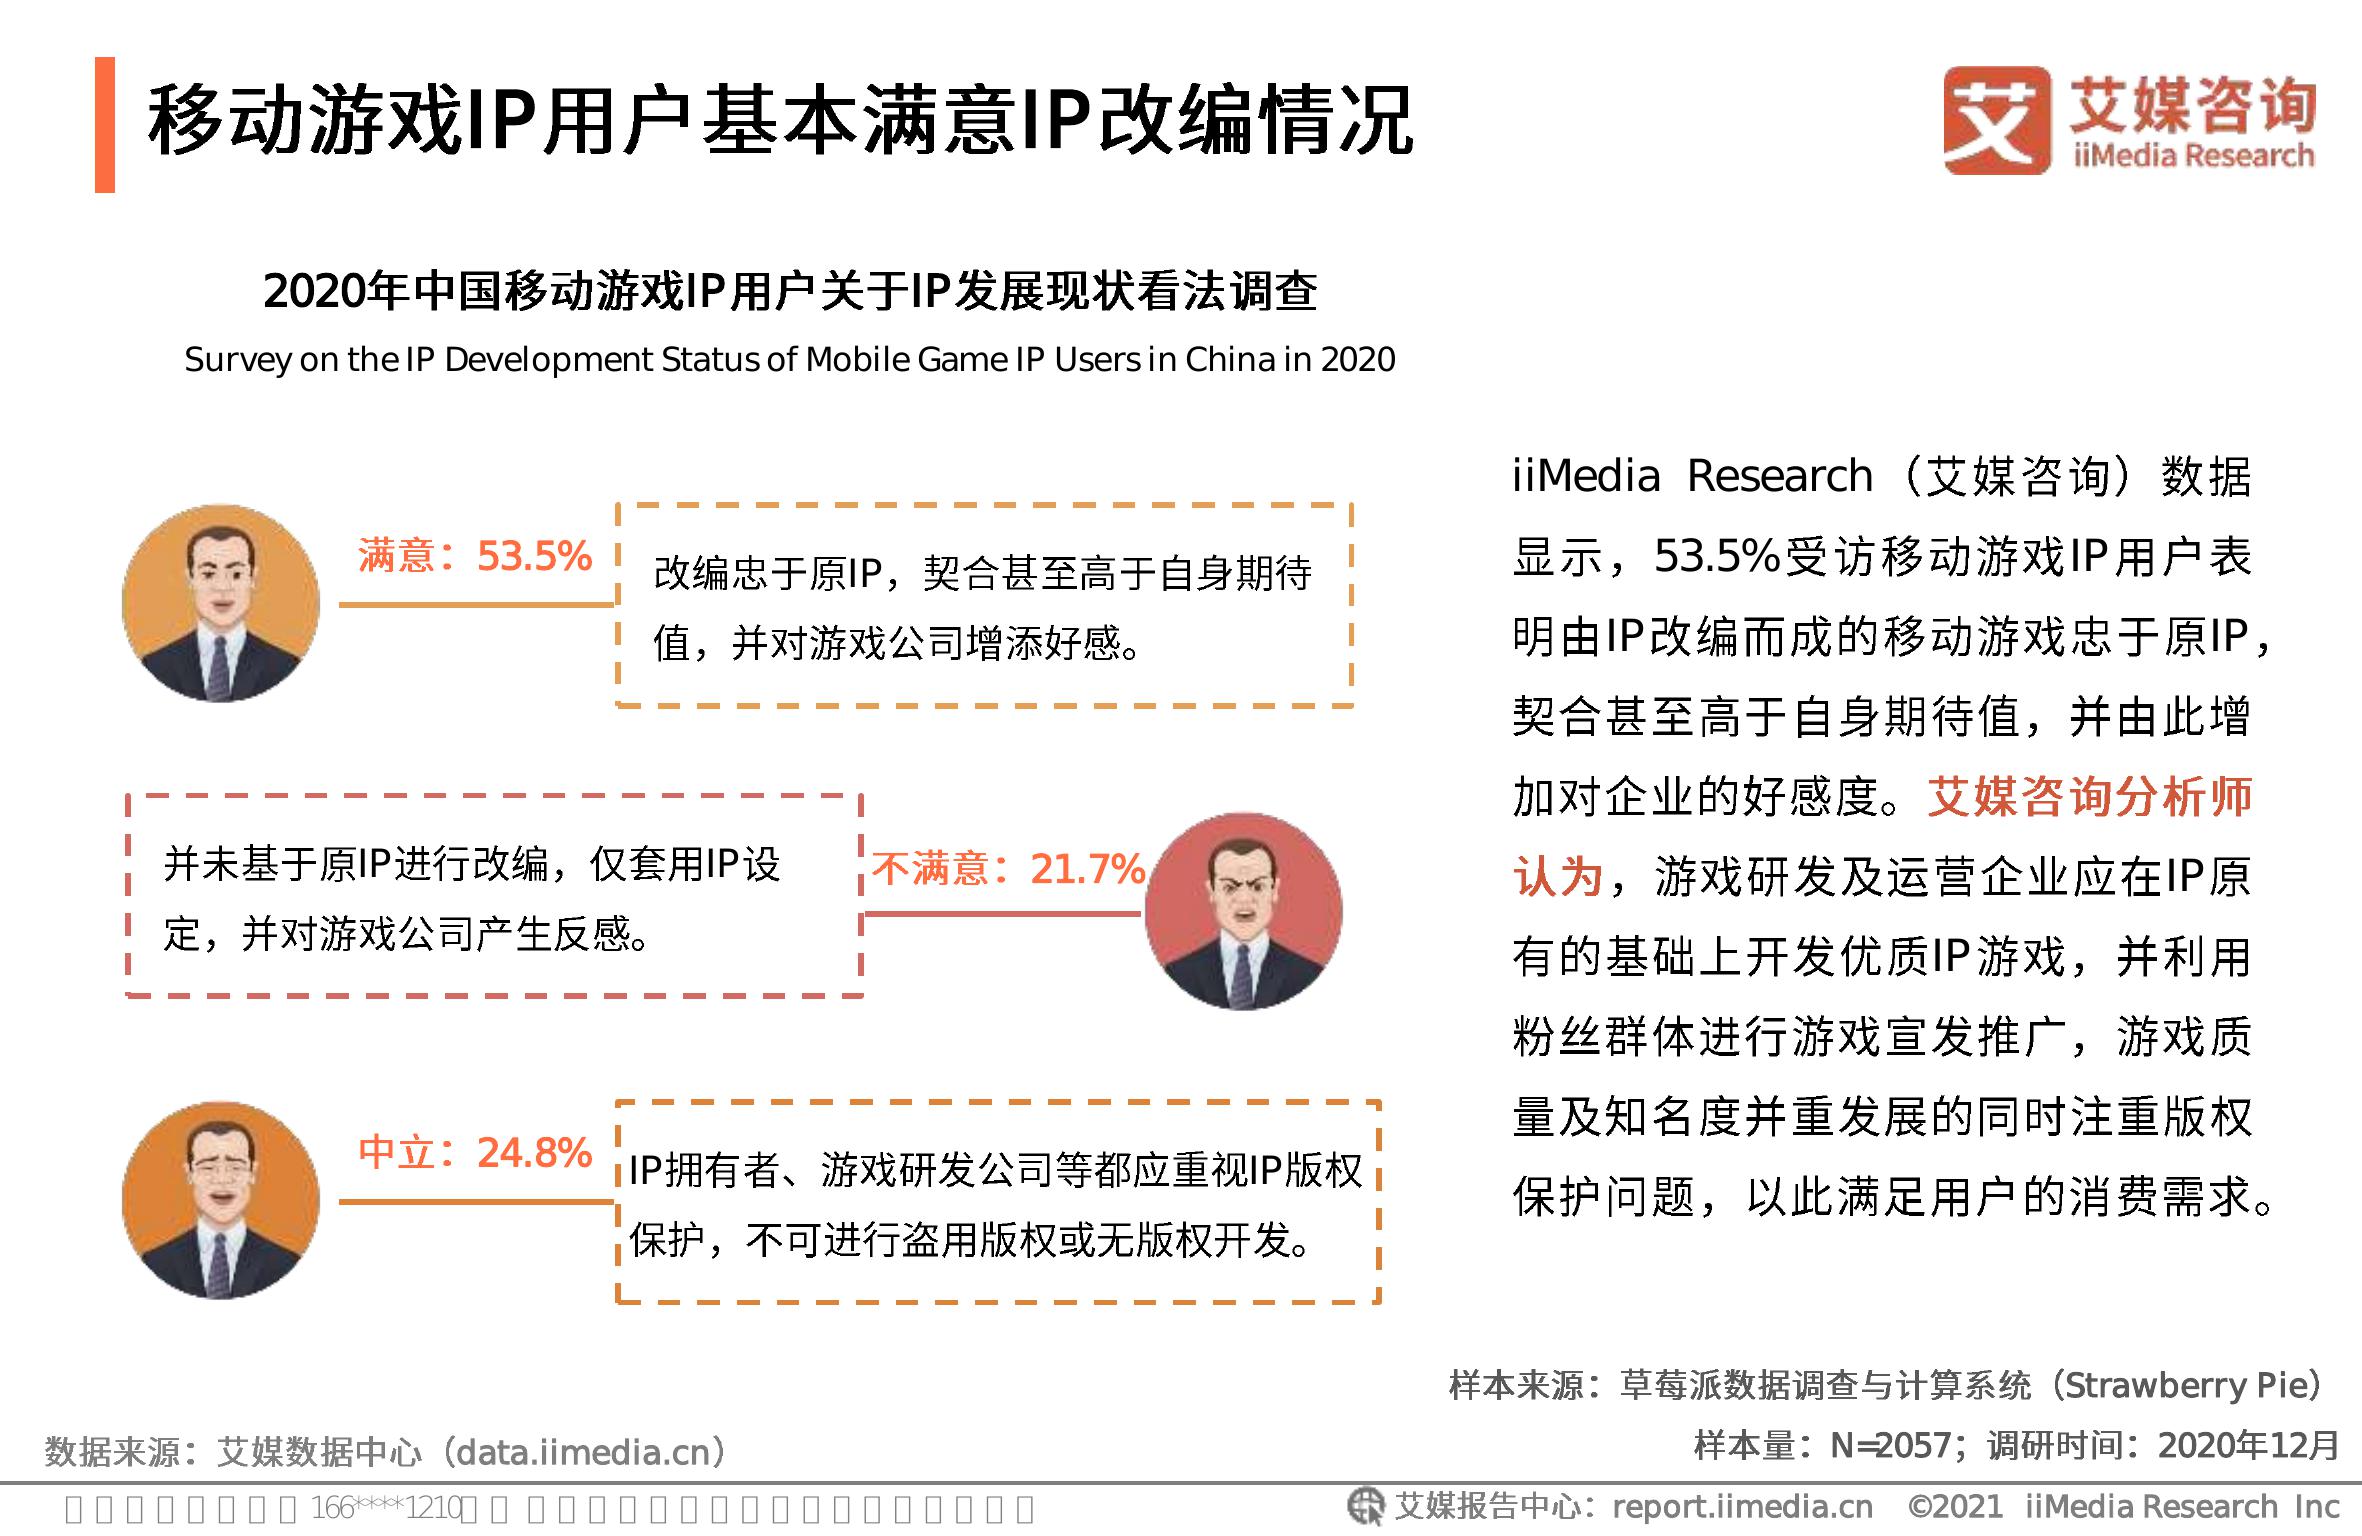 移动游戏IP用户基本满意IP改编情况
艾
艾媒咨询
iiMedia Research
2020年中国移动游戏IP用户关于IP发展现状看法调查
Survey on the IP Development Status of Mobile Game IP Users in China in 2020
满意：53.5%
改编忠于原IP，契合甚至高于自身期待
值，并对游戏公司增添好感。
并未基于原IP进行改编，仅套用IP设
定，并对游戏公司产生反感。
不满意：21.7%
中立：24.8%
IP拥有者、游戏研发公司等都应重视IP版权
保护，不可进行盗用版权或无版权开发。
iiMedia Research（艾媒咨询）数据
显示，53.5%受访移动游戏IP用户表
明由IP改编而成的移动游戏忠于原IP，
契合甚至高于自身期待值，并由此增
加对企业的好感度。艾媒咨询分析师
认为，游戏研发及运营企业应在IP原
有的基础上开发优质IP游戏，并利用
粉丝群体进行游戏宣发推广，游戏质
量及知名度并重发展的同时注重版权
保护问题，以此满足用户的消费需求。
样本来源：草莓派数据调查与计算系统（Strawberry Pie）
数据来源：艾媒数据中心（data.iimedia.cn）
样本量：N=2057；调研时间：2020年12月
166****1210
艾媒报告中心：report.iimedia.cn ©2021 iiMedia Research Inc